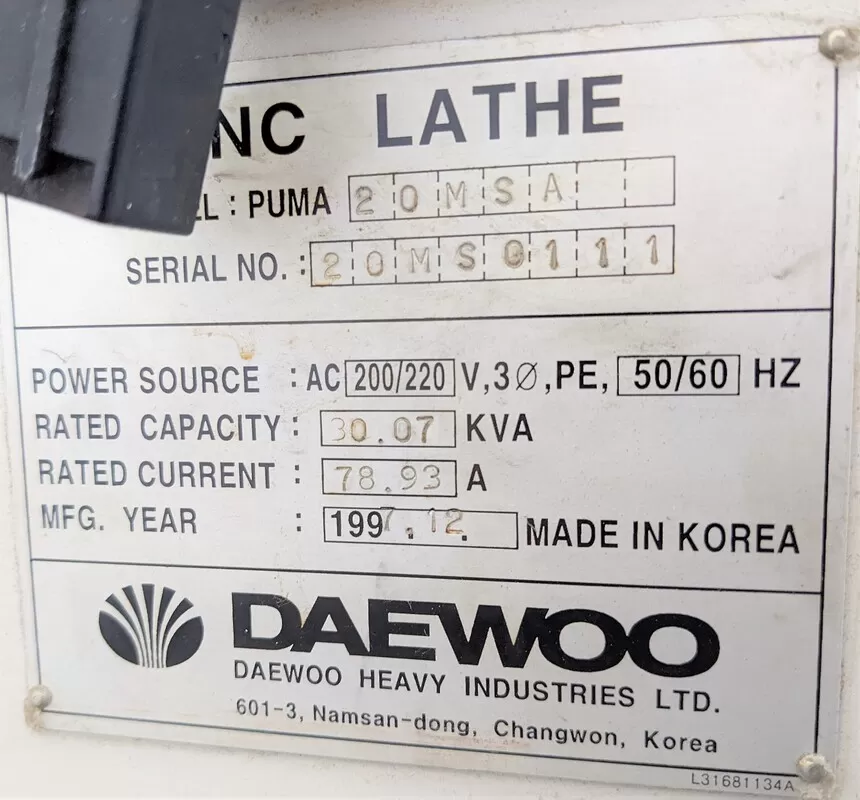 NC LATHE
L : PUMA 20MSA
SERIAL NO. : 20MS0111
POWER SOURCE : AC 200/220 V, 3Ø, PE, 50/60 HZ
RATED CAPACITY : 30.07 KVA
RATED CURRENT : 78.93 A
MFG. YEAR : 1997.12. MADE IN KOREA
DAEWOO
DAEWOO HEAVY INDUSTRIES LTD.
601-3, Namsan-dong, Changwon, Korea
L31681134A